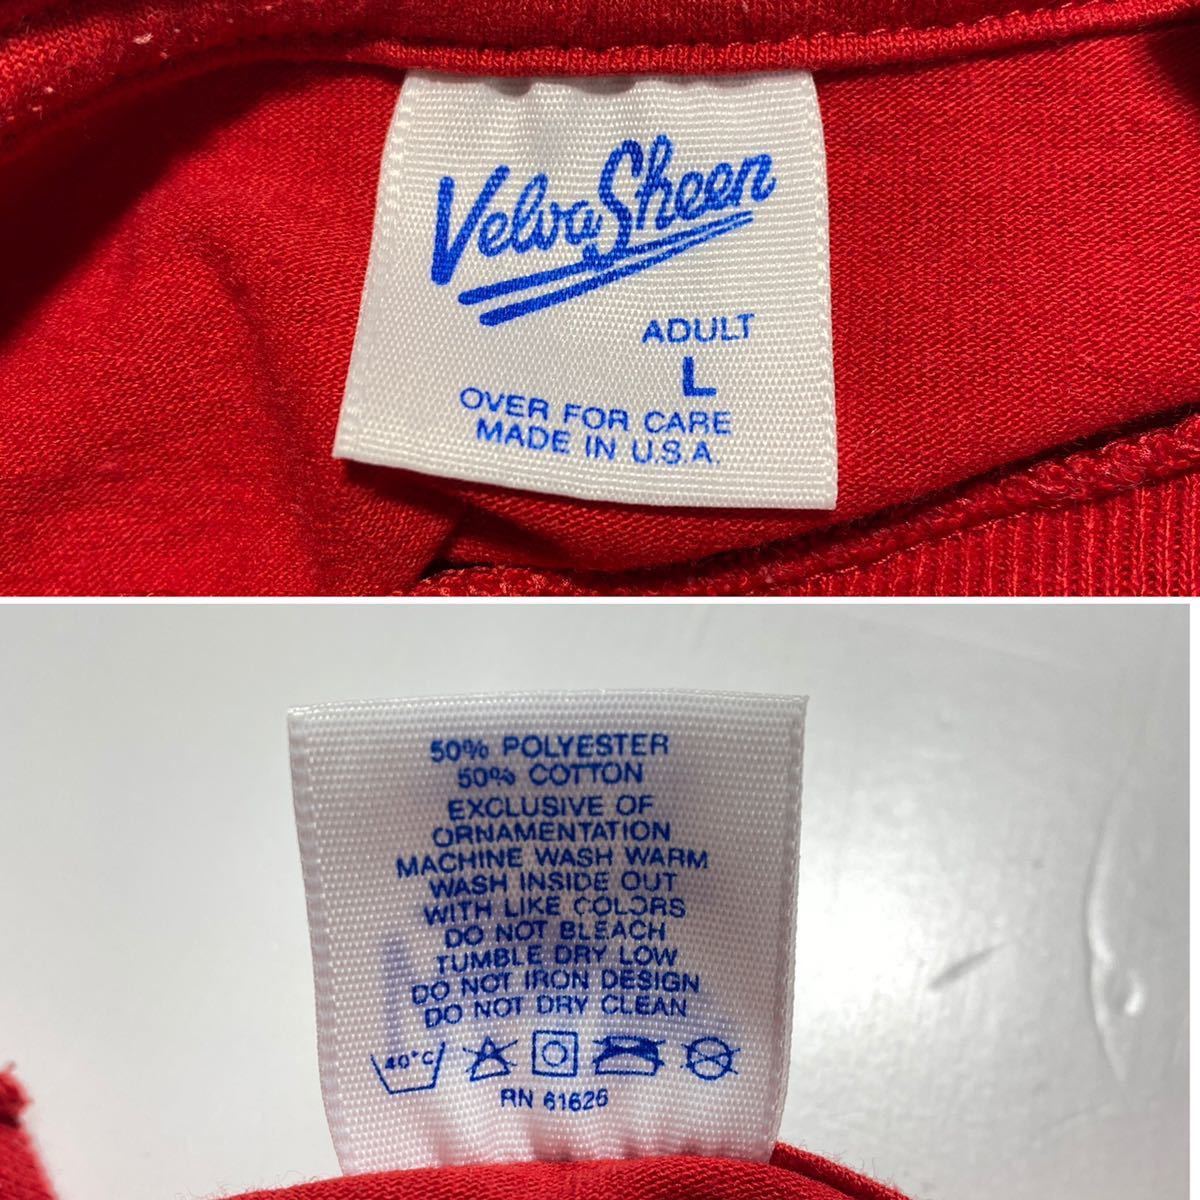 Velva Sheen
ADULT
L
OVER FOR CARE
MADE IN U.S.A.
50% POLYESTER
50% COTTON
EXCLUSIVE OF
ORNAMENTATION
MACHINE WASH WARM
WASH INSIDE OUT
WITH LIKE COLORS
DO NOT BLEACH
TUMBLE DRY LOW
DO NOT IRON DESIGN
DO NOT DRY CLEAN
40°C
RN 61626